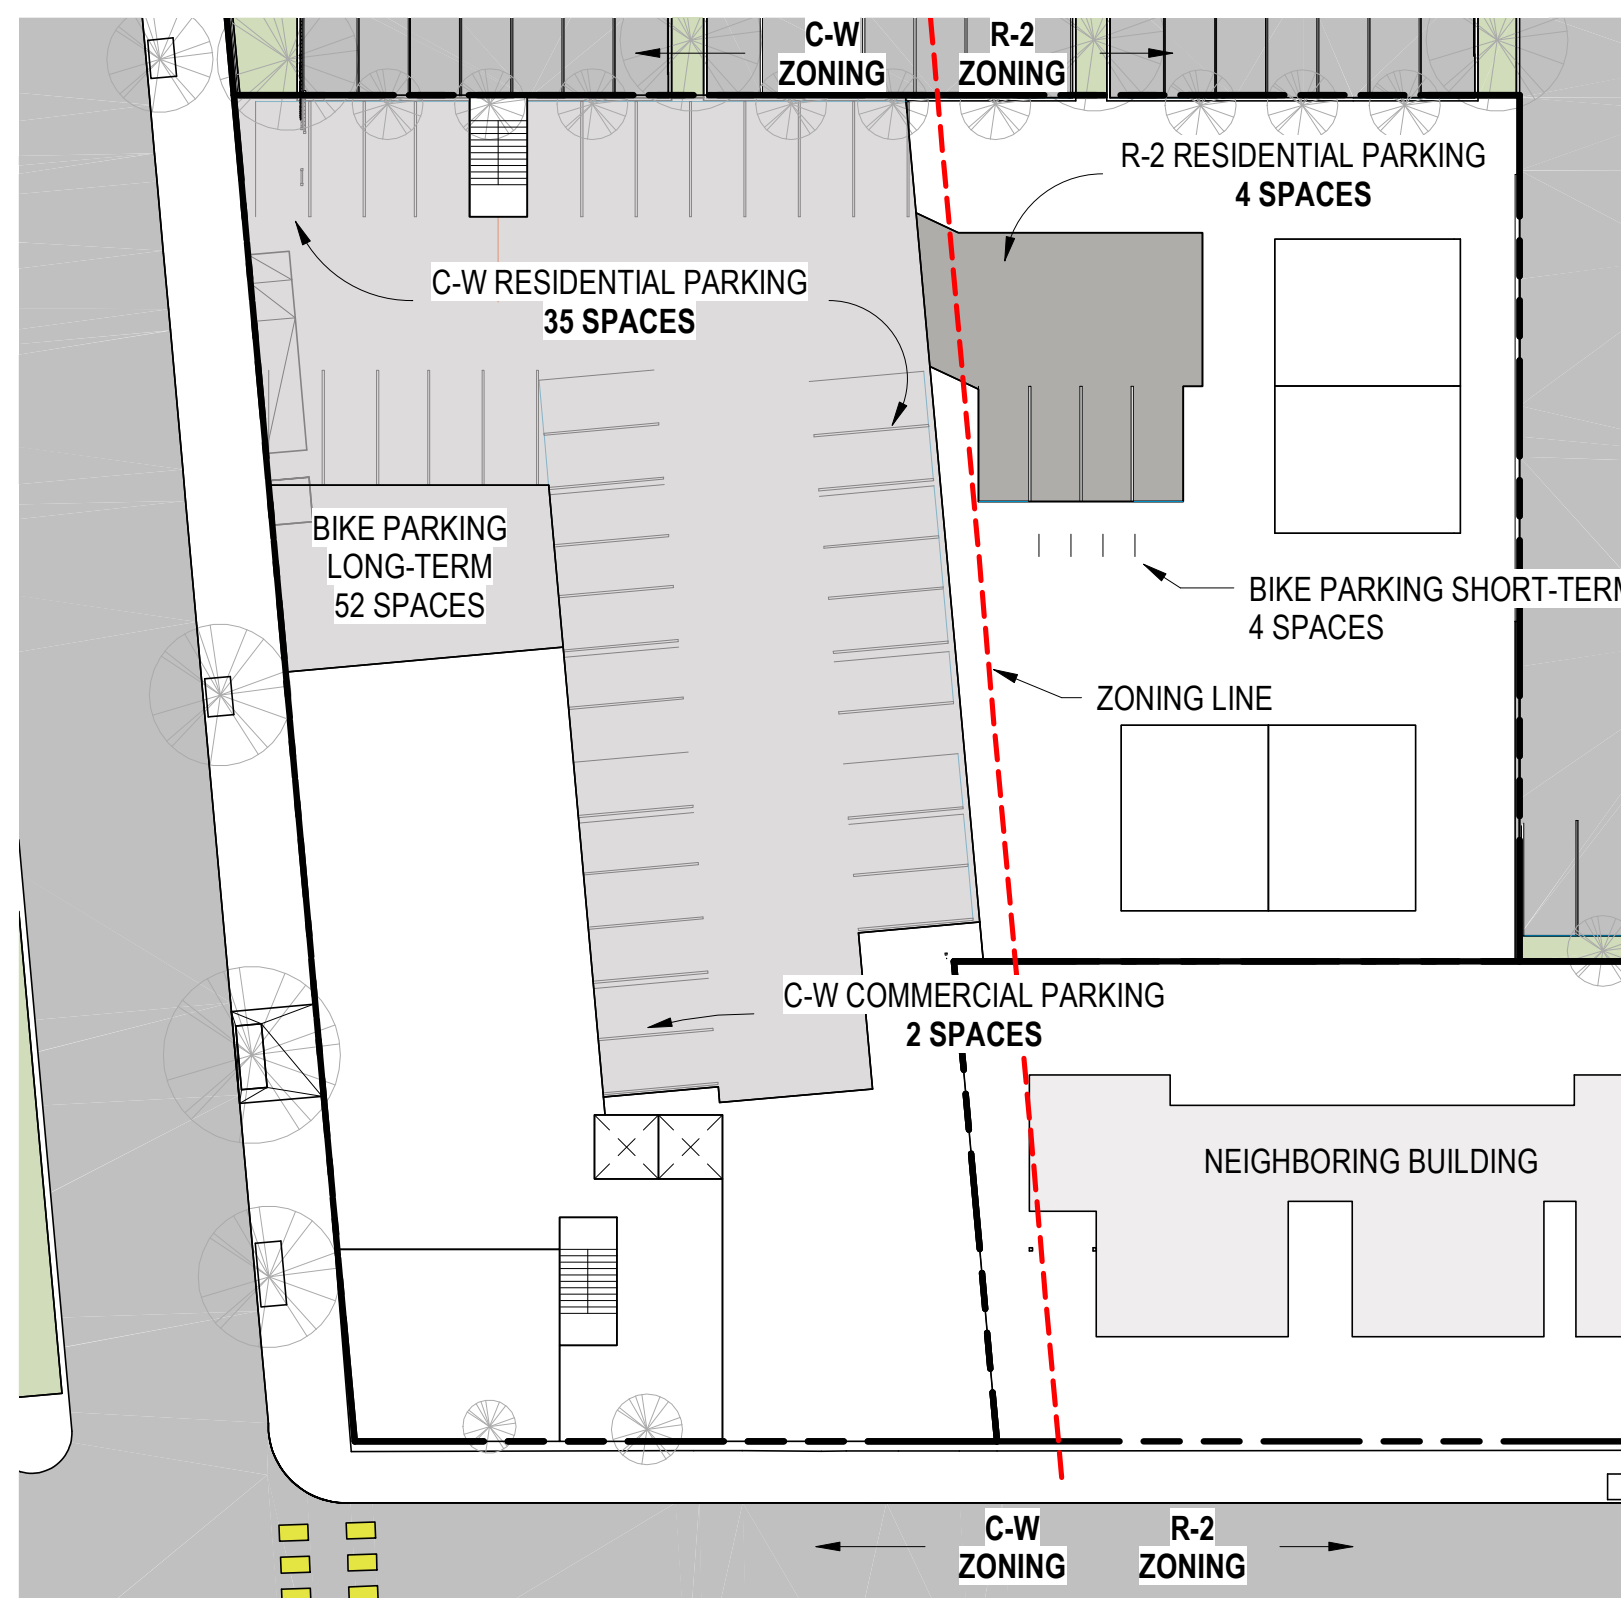 C-W
ZONING
R-2
ZONING
R-2 RESIDENTIAL PARKING
4 SPACES
C-W RESIDENTIAL PARKING
35 SPACES
BIKE PARKING
LONG-TERM
52 SPACES
BIKE PARKING SHORT-TERM
4 SPACES
ZONING LINE
C-W COMMERCIAL PARKING
2 SPACES
NEIGHBORING BUILDING
C-W
ZONING
R-2
ZONING